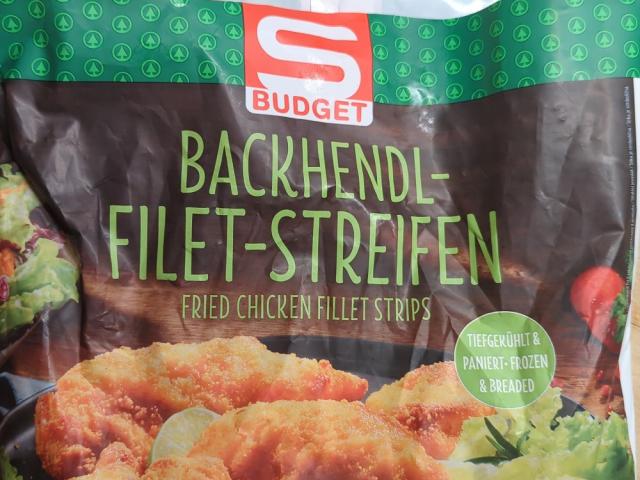 S
BUDGET
BACKHENDL-
FILET-STREIFEN
FRIED CHICKEN FILLET STRIPS
TIEFGEKÜHLT &
PANIERT· FROZEN
& BREADED